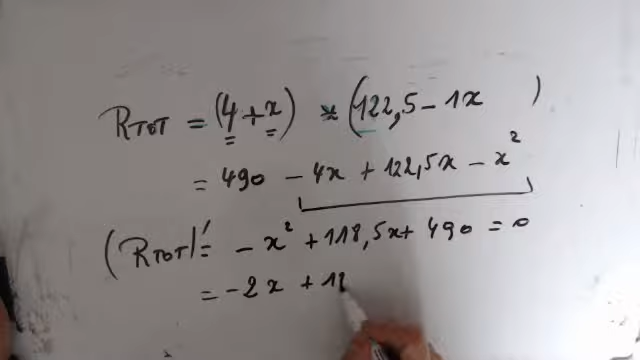 RTOT = (4 + x) * (122,5 - 1x )
= 490 - 4x + 122,5x - x²
(RTOT)' = - x² + 118,5x + 490 = 0
= -2x + 11